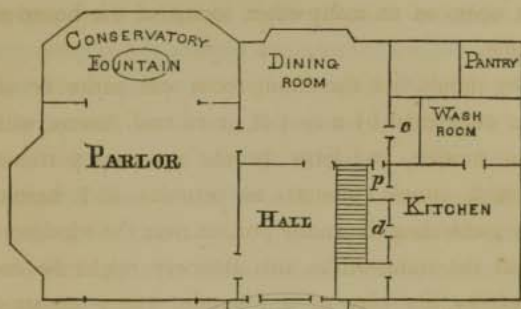 CONSERVATORY
FOUNTAIN
DINING
ROOM
PANTRY
WASH
ROOM
c
PARLOR
p
HALL
d
KITCHEN